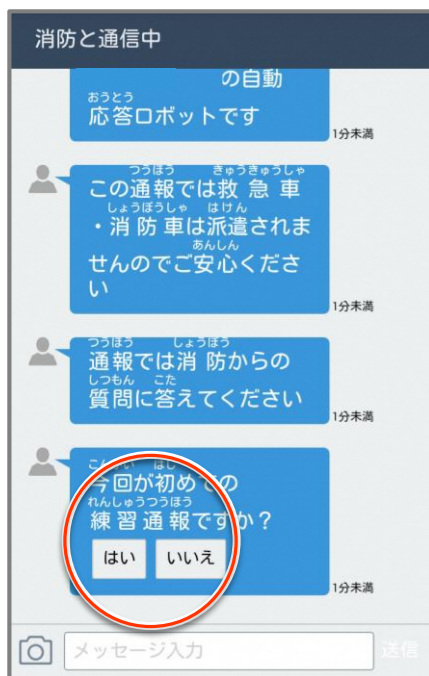 消防と通信中
の自動
おうとう
応答ロボットです
1分未満
つうほう きゅうきゅうしゃ
この通報では救急車
しょうぼうしゃ はけん
・消防車は派遣されま
あんしん
せんのでご安心くださ
い
1分未満
つうほう しょうぼう
通報では消防からの
しつもん こた
質問に答えてください
1分未満
こんかい はじ
今回が初めての
れんしゅうつうほう
練習通報ですか？
はい いいえ
1分未満
メッセージ入力 送信